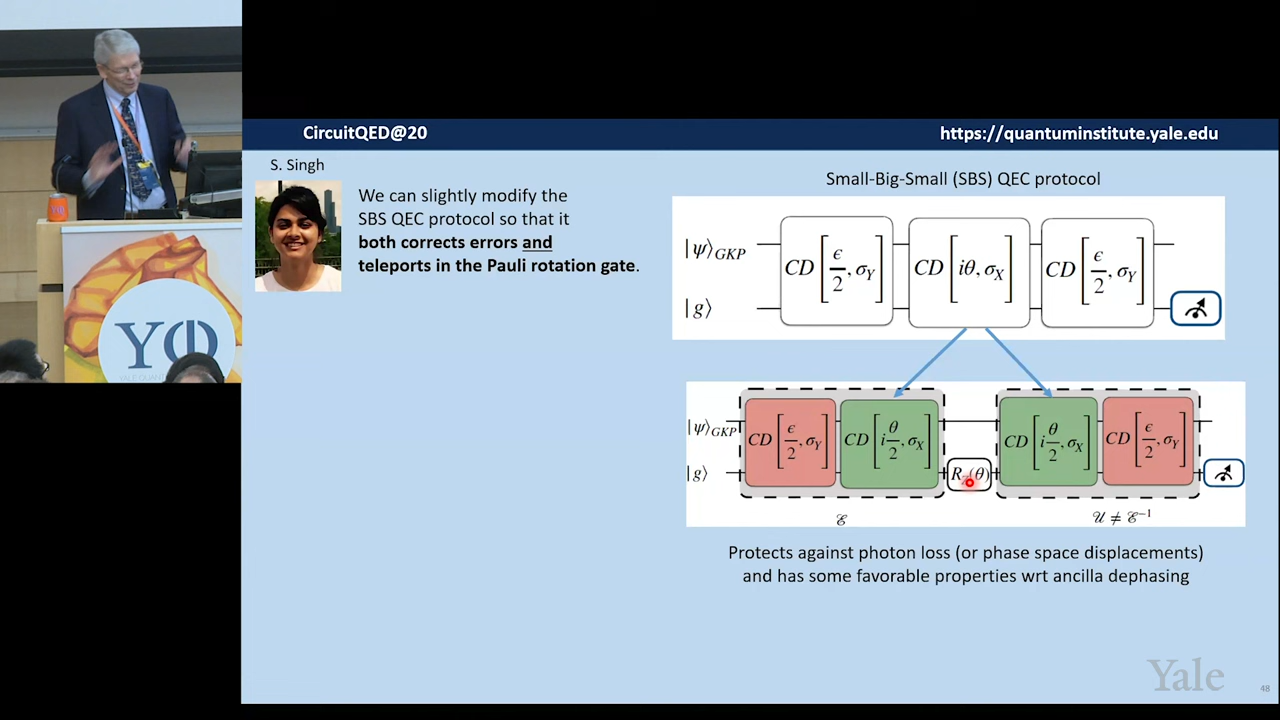 CircuitQED@20
https://quantuminstitute.yale.edu
S. Singh
We can slightly modify the
SBS QEC protocol so that it
both corrects errors and
teleports in the Pauli rotation gate.
Small-Big-Small (SBS) QEC protocol
|ψ⟩GKP
|g⟩
CD[ϵ/2, σY]
CD[iθ, σX]
CD[ϵ/2, σY]
|ψ⟩GKP
|g⟩
CD[ϵ/2, σY]
CD[iθ/2, σX]
(θ)
CD[iθ/2, σX]
CD[ϵ/2, σY]
ℰ
𝒰 ≠ ℰ⁻¹
Protects against photon loss (or phase space displacements)
and has some favorable properties wrt ancilla dephasing
Yale
48
YQ